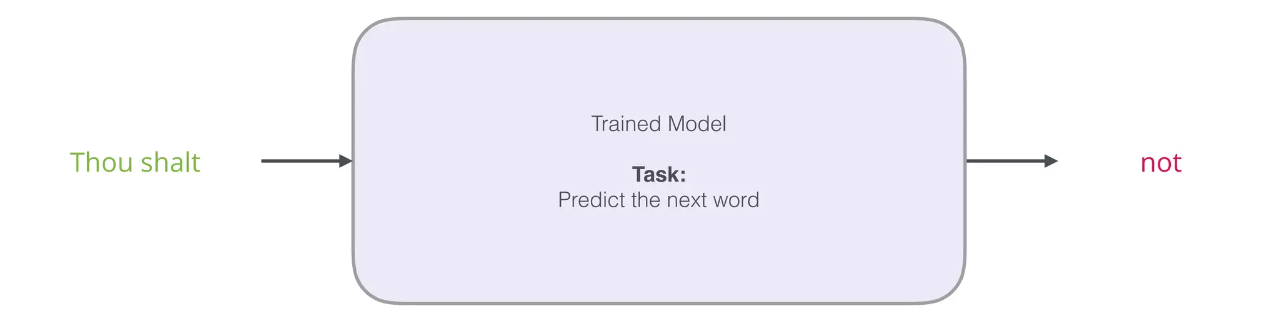 Thou shalt
Trained Model
Task:
Predict the next word
not